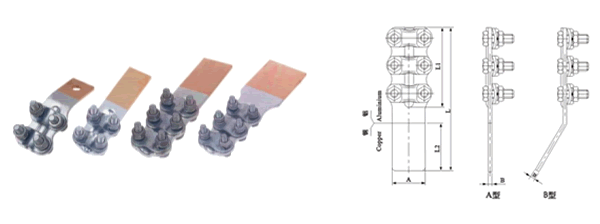 L1
L
铝 Aluminium
铜 Copper
L2
A
B
A型
B
B型